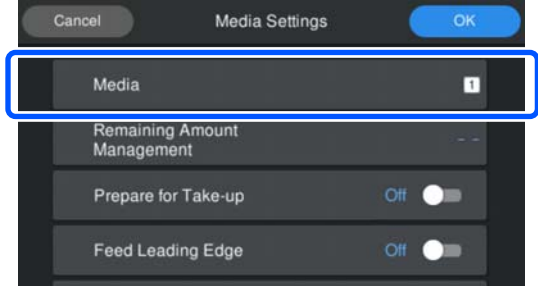 Cancel Media Settings OK
Media 1
Remaining Amount
Management - -
Prepare for Take-up Off
Feed Leading Edge Off